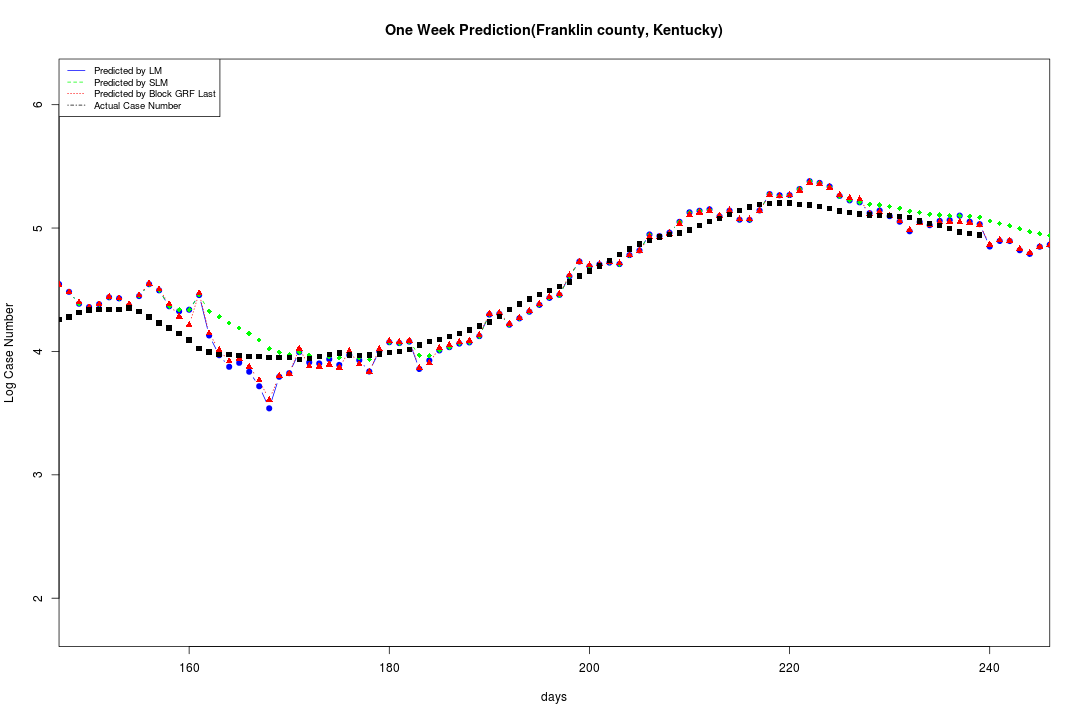 One Week Prediction(Franklin county, Kentucky)
Predicted by LM
Predicted by SLM
Predicted by Block GRF Last
Actual Case Number
6
5
4
3
2
Log Case Number
160 180 200 220 240
days